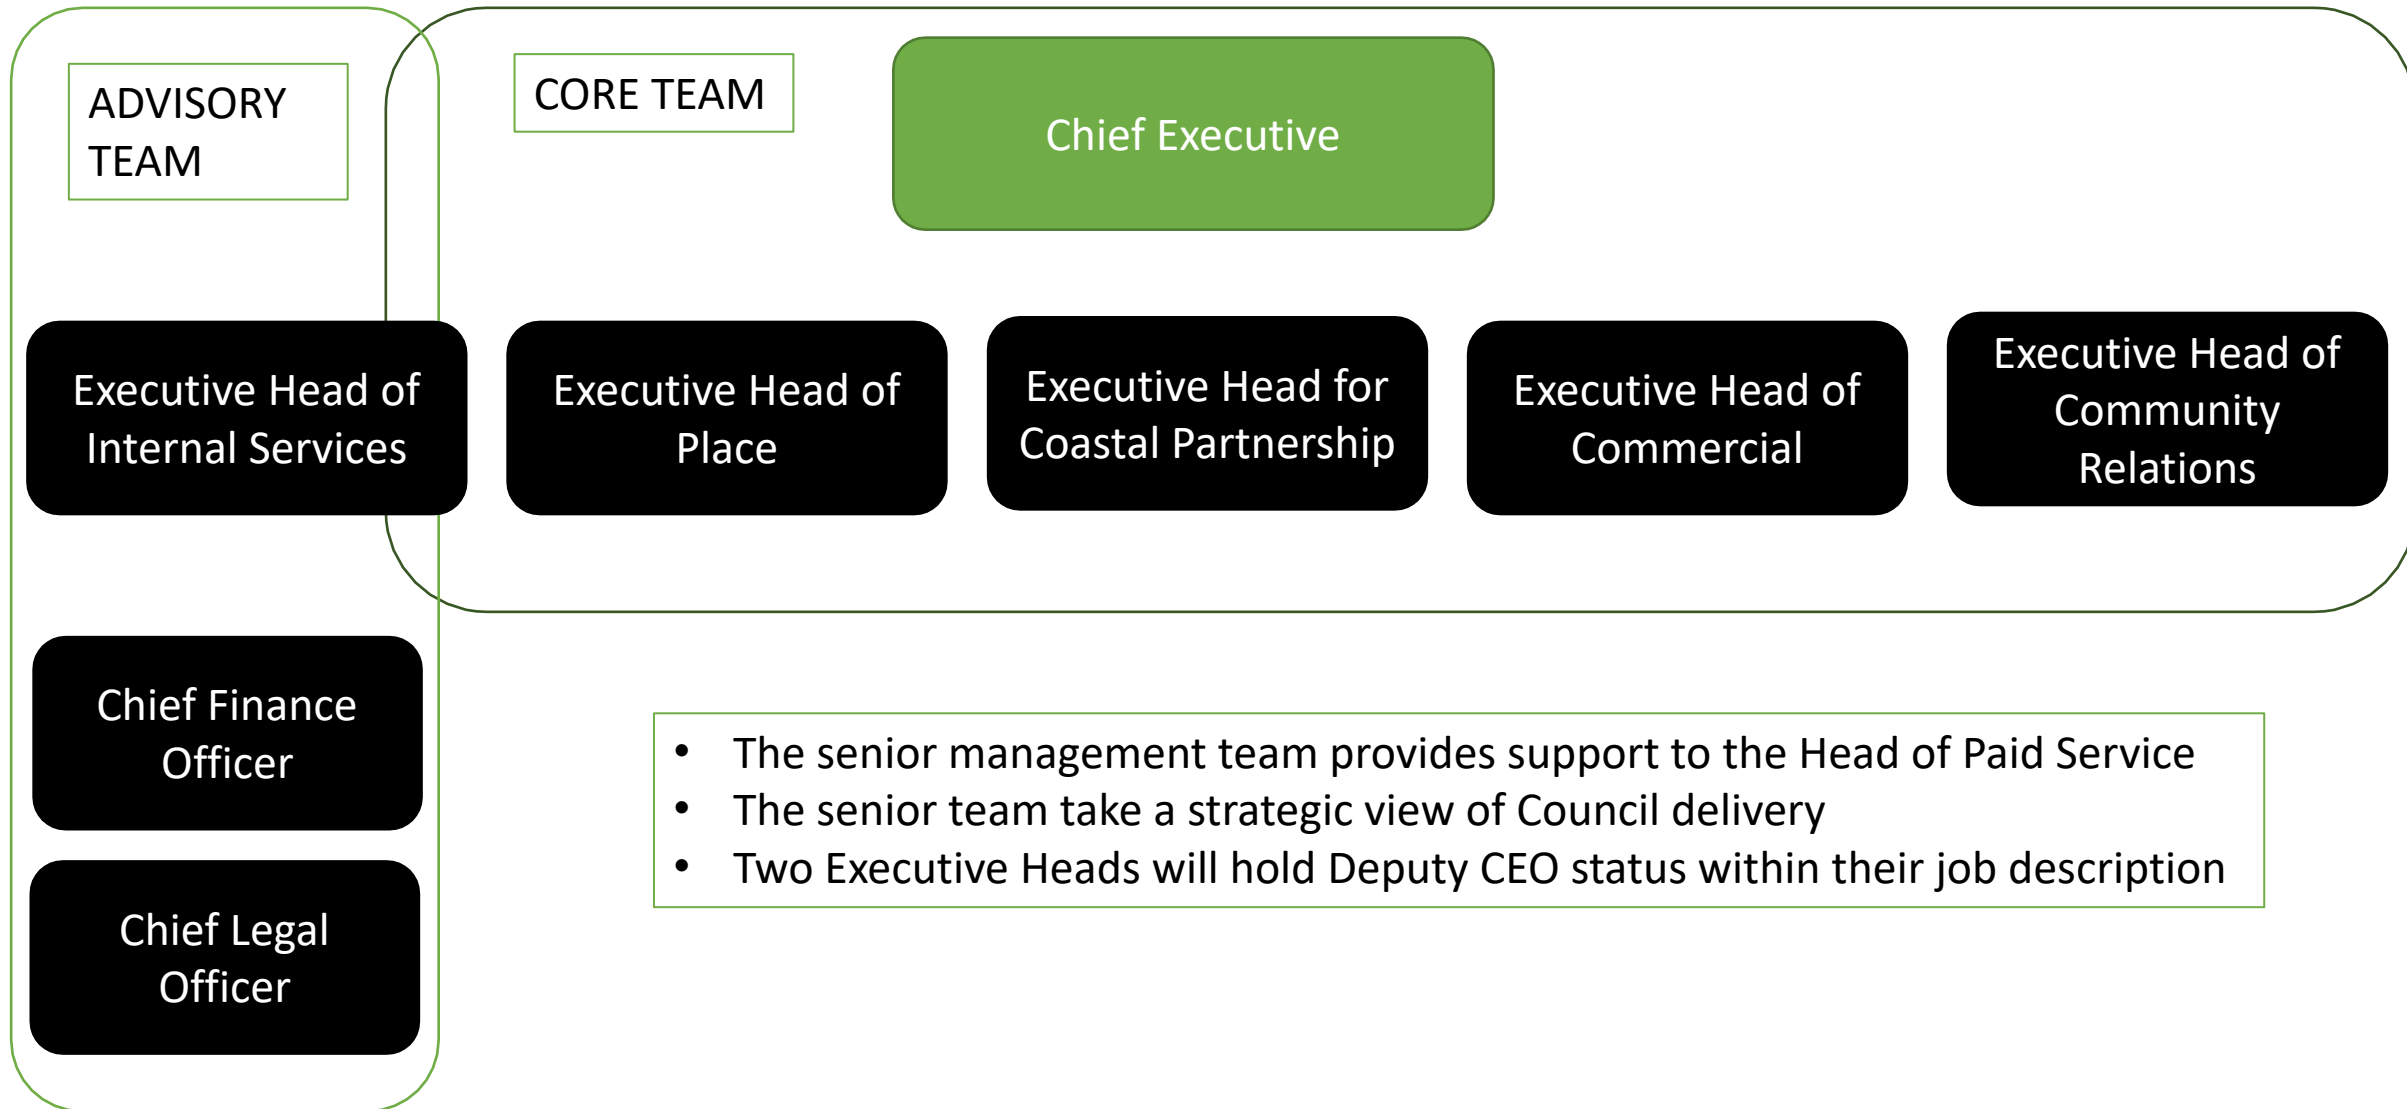 ADVISORY
TEAM
CORE TEAM
Chief Executive
Executive Head of
Internal Services
Executive Head of
Place
Executive Head for
Coastal Partnership
Executive Head of
Commercial
Executive Head of
Community
Relations
Chief Finance
Officer
Chief Legal
Officer
• The senior management team provides support to the Head of Paid Service
• The senior team take a strategic view of Council delivery
• Two Executive Heads will hold Deputy CEO status within their job description